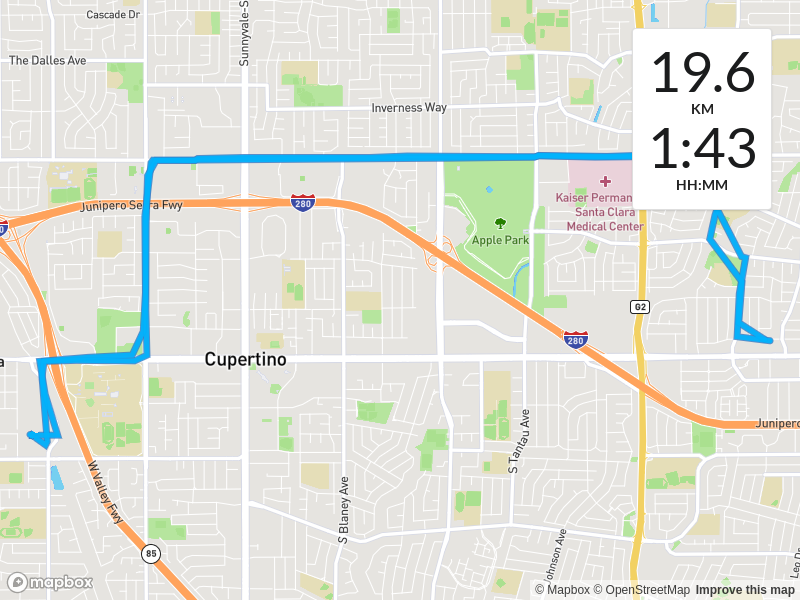 Cascade Dr
Sunnyvale-S
The Dalles Ave
Inverness Way
19.6
KM
1:43
HH:MM
Junipero Serra Fwy
280
Kaiser Perman
Santa Clara
Medical Center
Apple Park
G2
280
Cupertino
a
Junipero
S Tantau Ave
W Valley Fwy
S Blaney Ave
85
Johnson Ave
Leo D
mapbox
© Mapbox © OpenStreetMap Improve this map